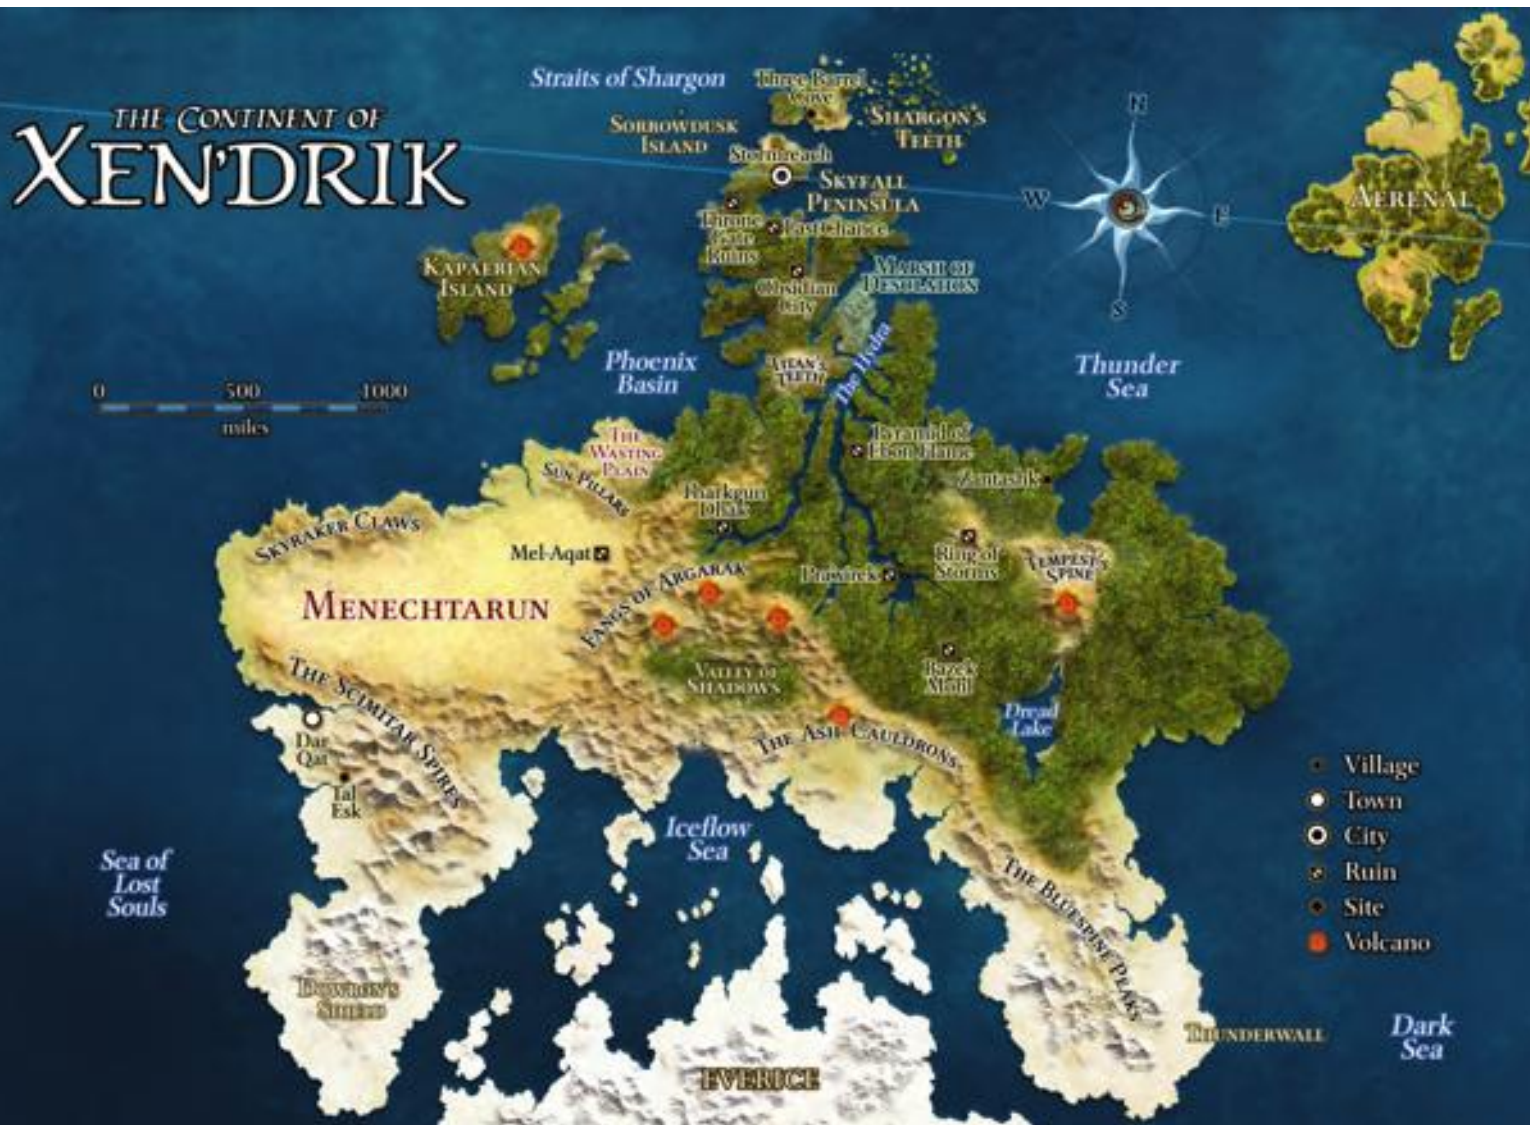 THE CONTINENT OF
XEN'DRIK
Straits of Shargon
Three Barrel
Cove
SHARGON'S
TEETH
SORROWDUSK
ISLAND
Stormreach
SKYFALL
PENINSULA
AERENAL
N
W
E
S
Throne
Gate
Ruins
Last Chance
KAPAERIAN
ISLAND
MARSH OF
DESOLATION
Obsidian
City
Phoenix
Basin
TITAN'S
TEETH
The Hydra
Thunder
Sea
0 500 1000
miles
THE
WASTING
PLAIN
SUN PILLARS
Pyramid of
Ebon Flame
Zantashk
Tharkgun
Dhak
SKYRAKER CLAWS
Mel-Aqat
Ring of
Storms
TEMPEST'S
SPINE
Praxirek
FANGS OF ARGARAK
MENECHTARUN
VALLEY OF
SHADOWS
Bazek
Mohl
THE SCIMITAR SPIRES
Dar
Qat
Dread
Lake
THE ASH CAULDRONS
Tal
Esk
Village
Town
City
Ruin
Site
Volcano
Iceflow
Sea
Sea of
Lost
Souls
THE BLUESPINE PEAKS
DOWRON'S
SHIELD
THUNDERWALL
Dark
Sea
EVERICE